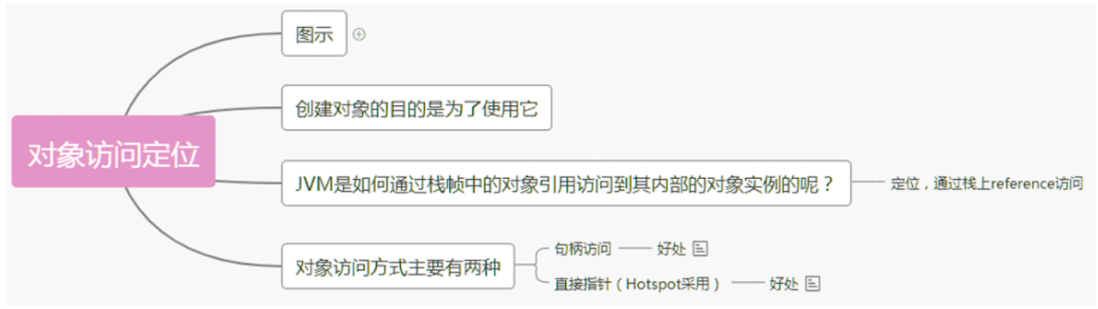 图示
创建对象的目的是为了使用它
对象访问定位
JVM是如何通过栈帧中的对象引用访问到其内部的对象实例的呢？
定位，通过栈上reference访问
对象访问方式主要有两种
句柄访问
好处
直接指针（Hotspot采用）
好处